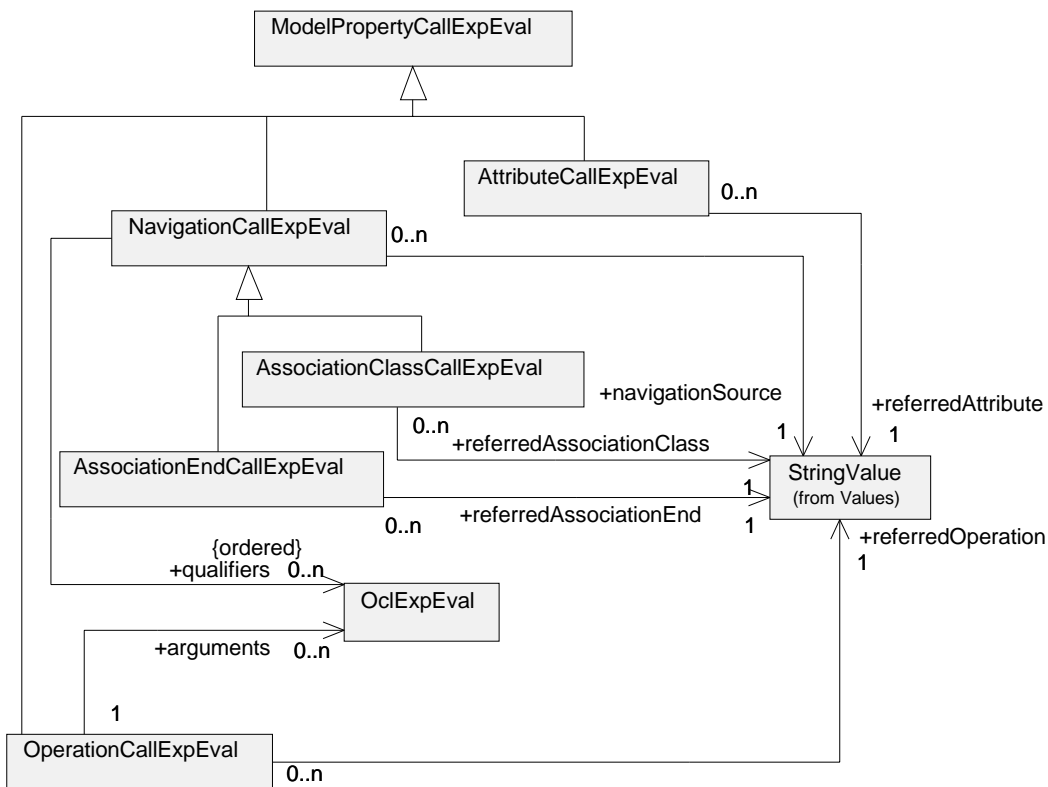 ModelPropertyCallExpEval
AttributeCallExpEval
0..n
NavigationCallExpEval
0..n
AssociationClassCallExpEval
+navigationSource
+referredAttribute
0..n
1
1
+referredAssociationClass
AssociationEndCallExpEval
StringValue
(from Values)
1
0..n
+referredAssociationEnd
1
+referredOperation
1
{ordered}
+qualifiers
0..n
OclExpEval
+arguments
0..n
1
OperationCallExpEval
0..n